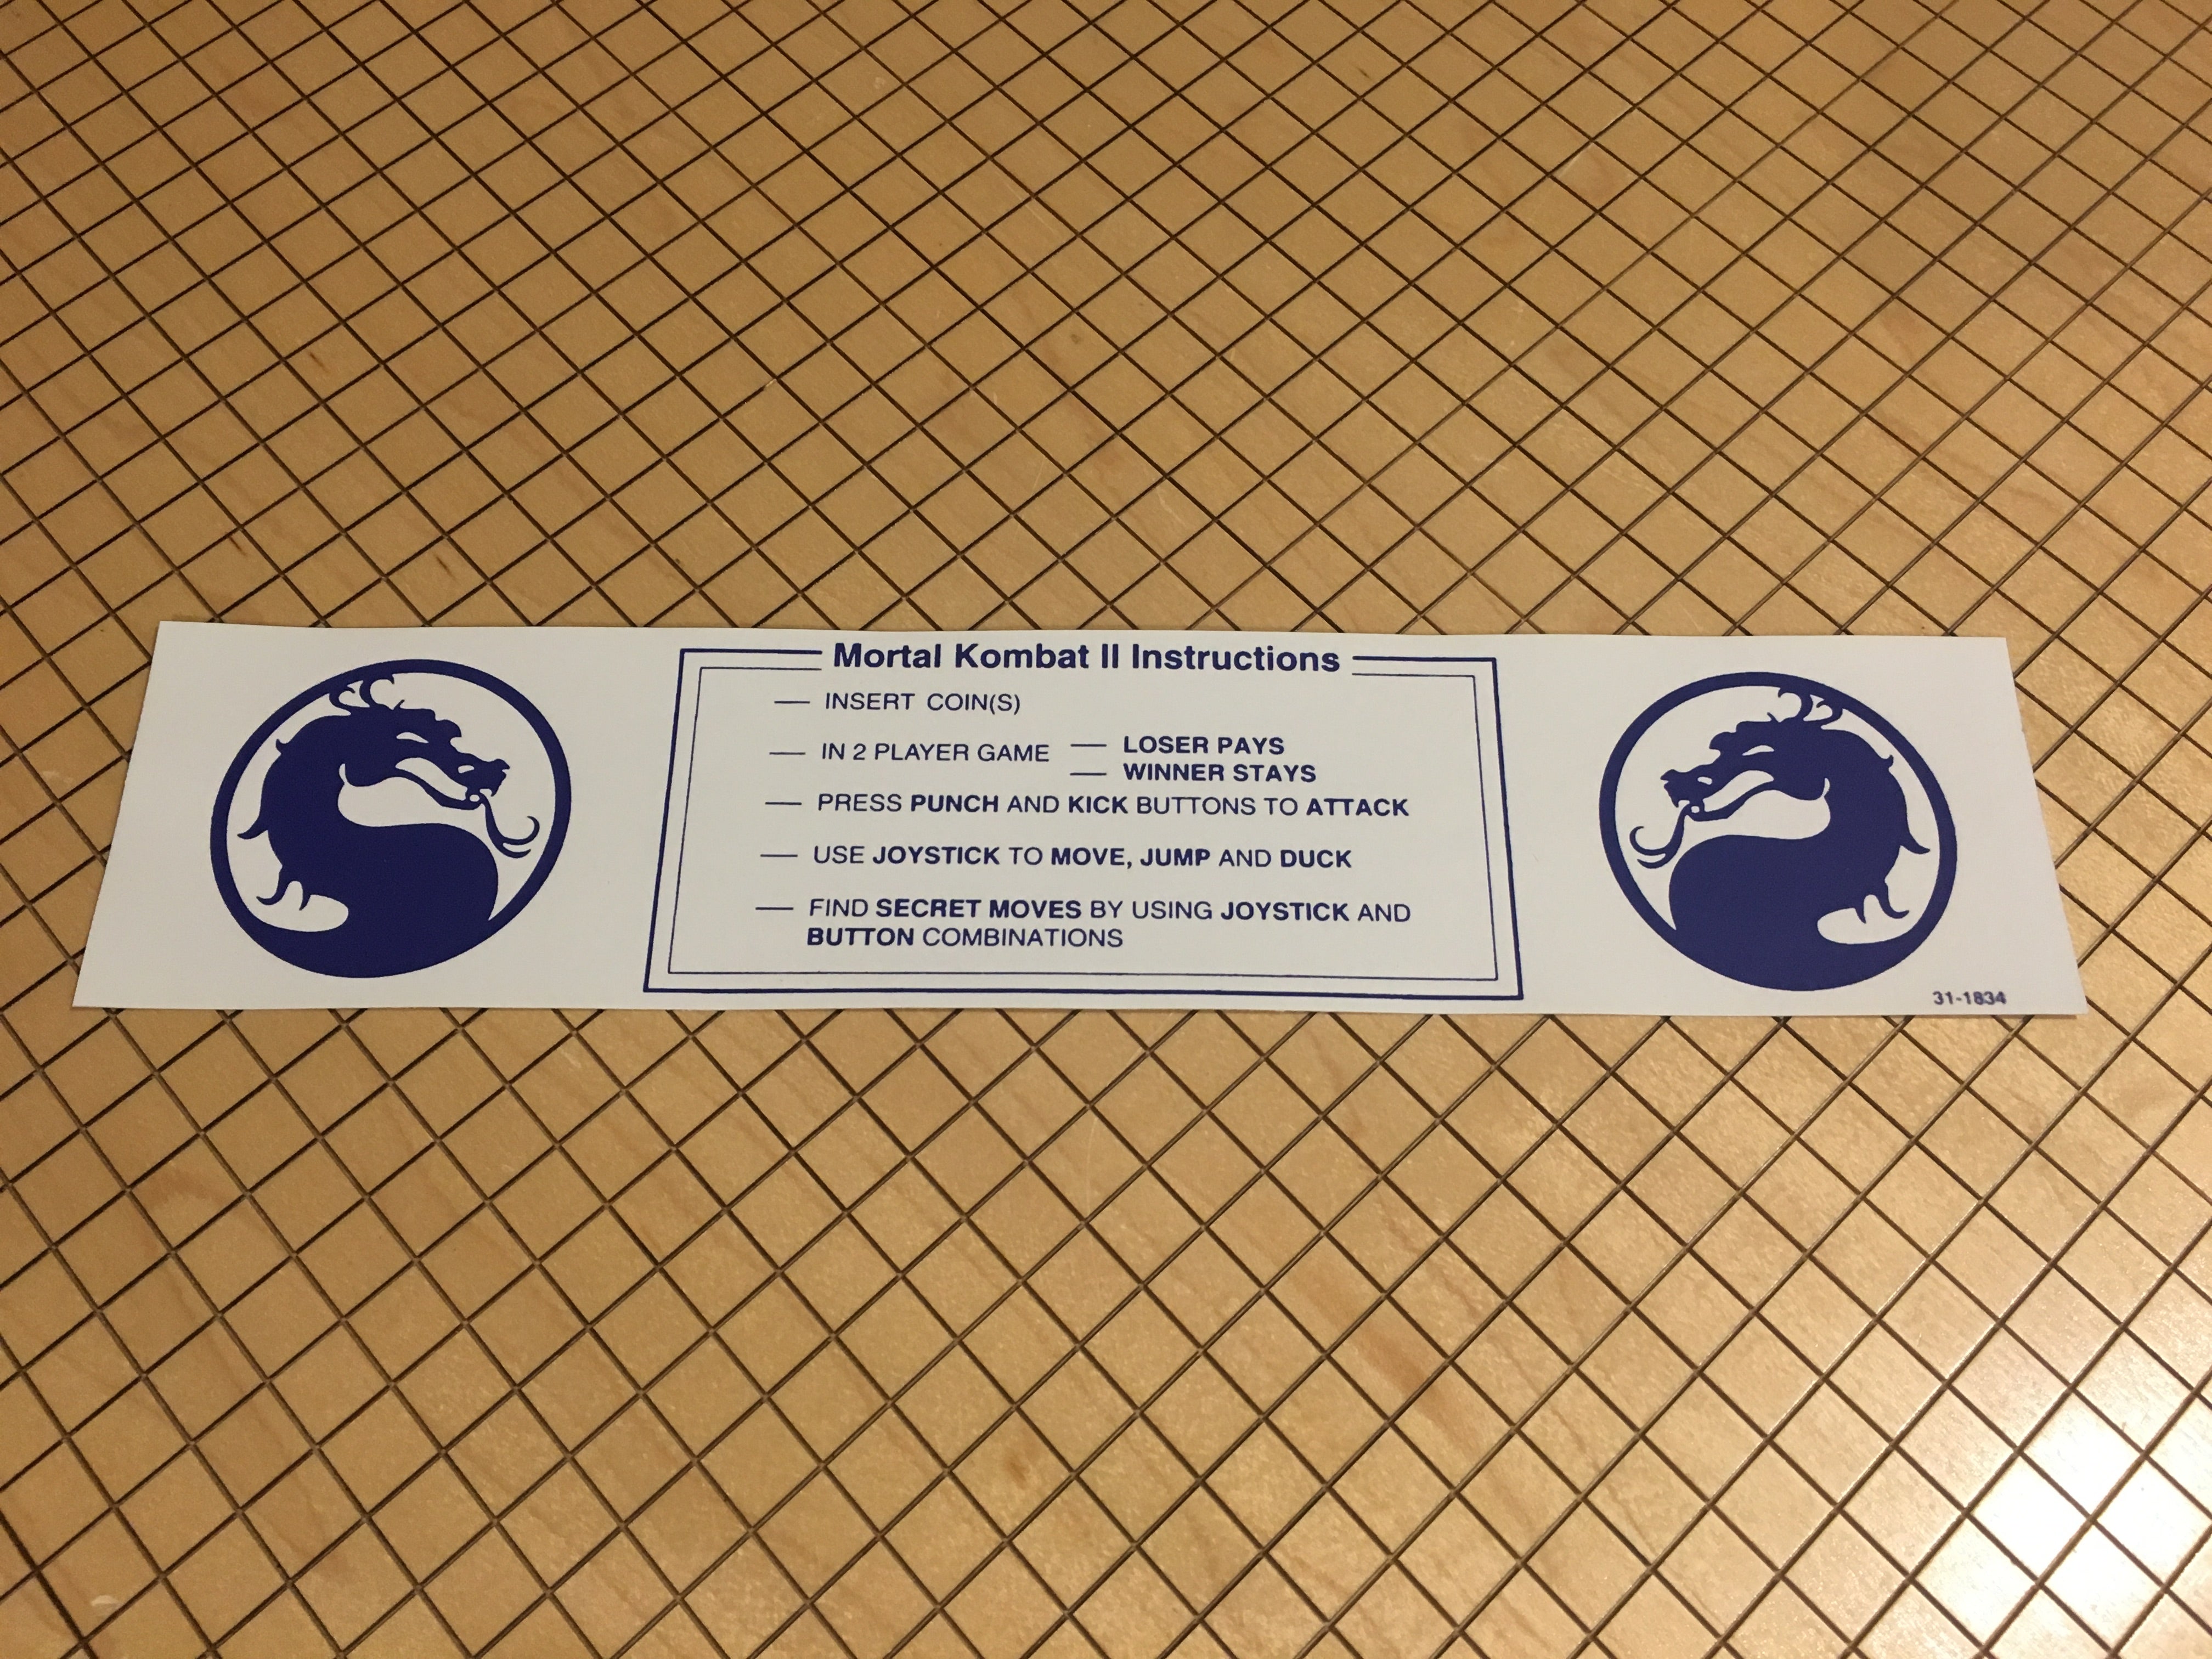 Mortal Kombat II Instructions
— INSERT COIN(S)
— IN 2 PLAYER GAME — LOSER PAYS
— WINNER STAYS
— PRESS PUNCH AND KICK BUTTONS TO ATTACK
— USE JOYSTICK TO MOVE, JUMP AND DUCK
— FIND SECRET MOVES BY USING JOYSTICK AND
BUTTON COMBINATIONS
31-1834